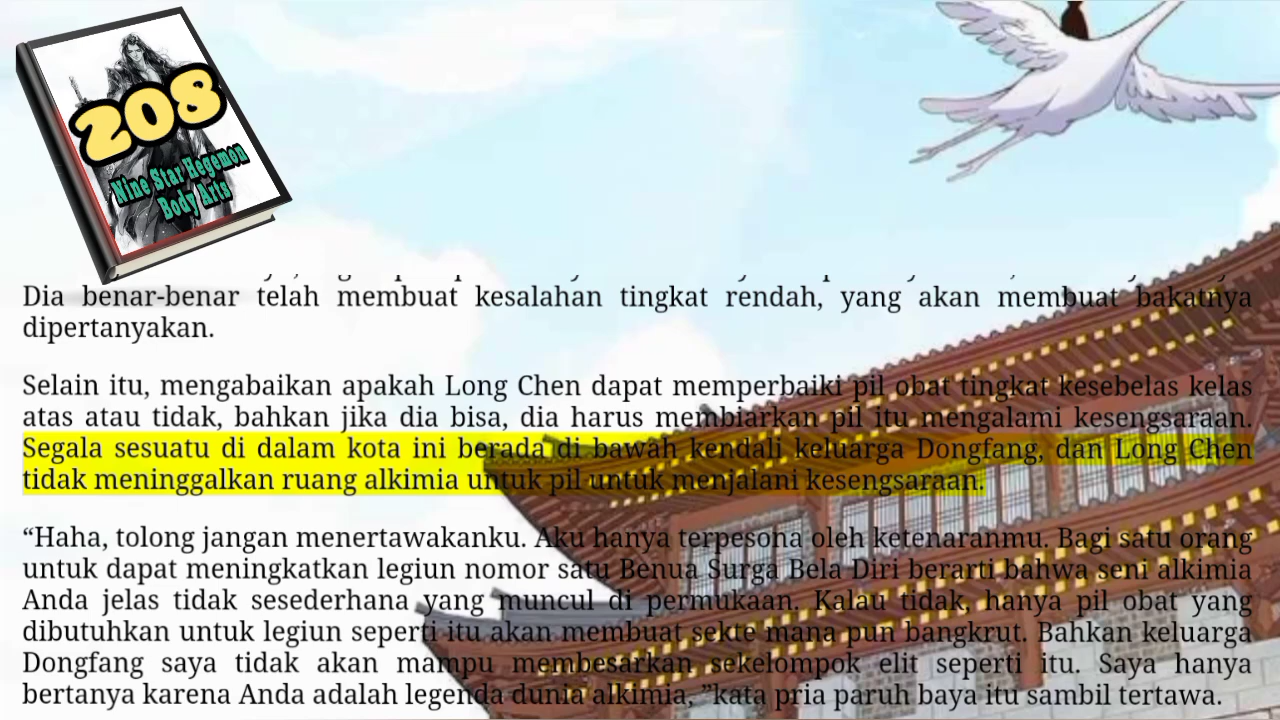 208
Nine Star Hegemon
Body Arts
Dia benar-benar telah membuat kesalahan tingkat rendah, yang akan membuat bakatnya
dipertanyakan.
Selain itu, mengabaikan apakah Long Chen dapat memperbaiki pil obat tingkat kesebelas kelas
atas atau tidak, bahkan jika dia bisa, dia harus membiarkan pil itu mengalami kesengsaraan.
Segala sesuatu di dalam kota ini berada di bawah kendali keluarga Dongfang, dan Long Chen
tidak meninggalkan ruang alkimia untuk pil untuk menjalani kesengsaraan.
“Haha, tolong jangan menertawakanku. Aku hanya terpesona oleh ketenaranmu. Bagi satu orang
untuk dapat meningkatkan legiun nomor satu Benua Surga Bela Diri berarti bahwa seni alkimia
Anda jelas tidak sesederhana yang muncul di permukaan. Kalau tidak, hanya pil obat yang
dibutuhkan untuk legiun seperti itu akan membuat sekte mana pun bangkrut. Bahkan keluarga
Dongfang saya tidak akan mampu membesarkan sekelompok elit seperti itu. Saya hanya
bertanya karena Anda adalah legenda dunia alkimia, ”kata pria paruh baya itu sambil tertawa.